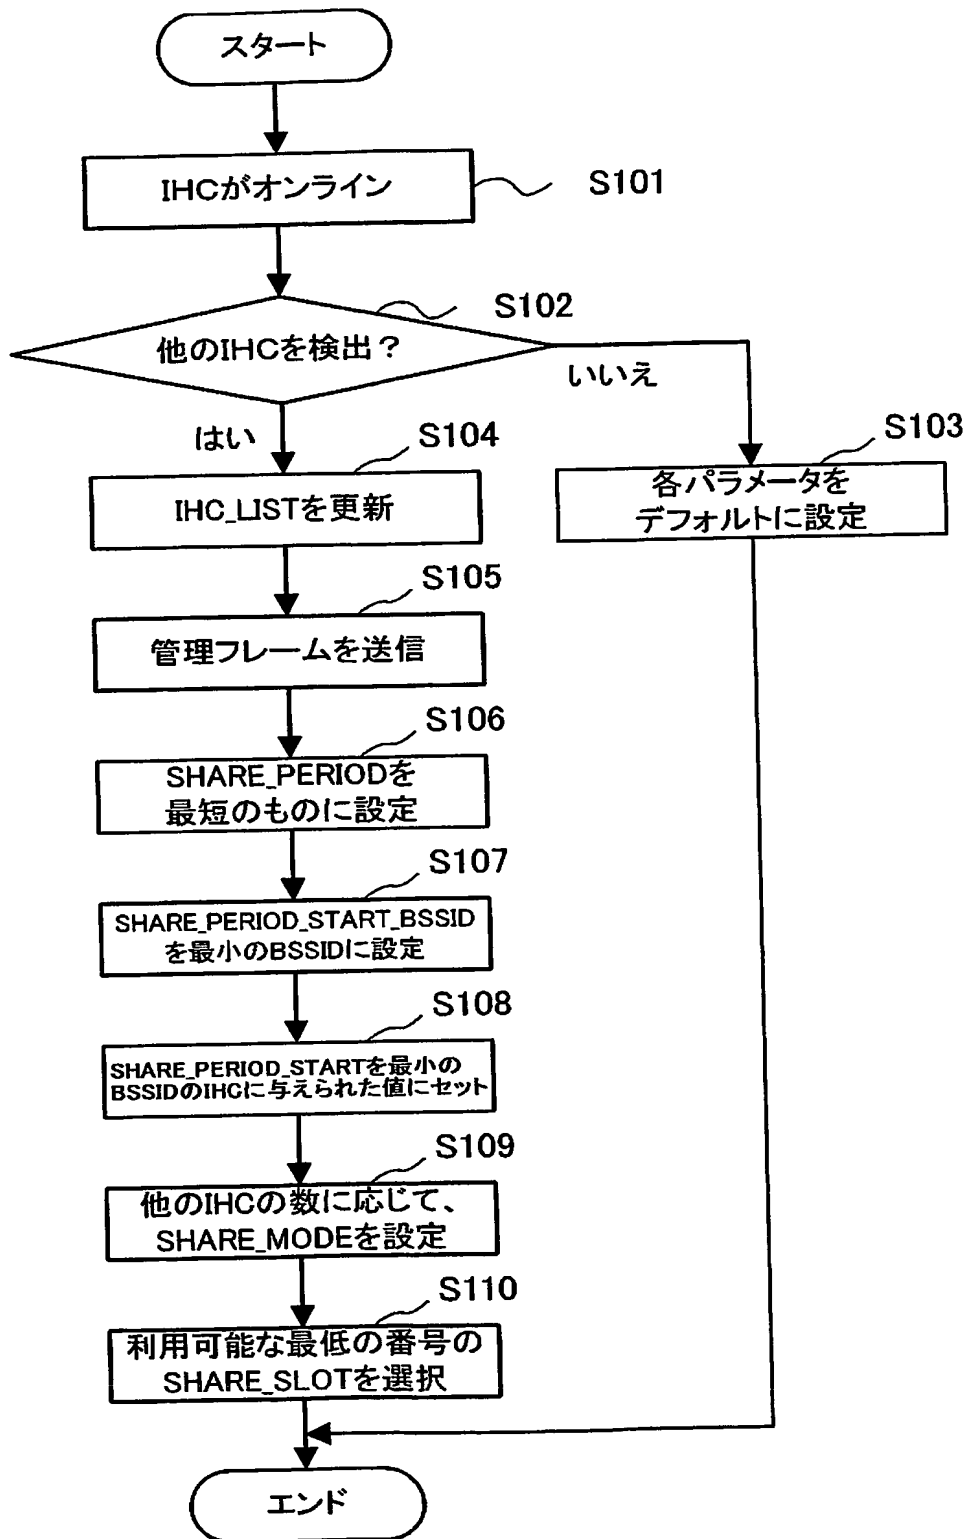 スタート
IHCがオンライン
S101
S102
他のIHCを検出？
いいえ
はい
S104
S103
IHC_LISTを更新
各パラメータを
デフォルトに設定
S105
管理フレームを送信
S106
SHARE_PERIODを
最短のものに設定
S107
SHARE_PERIOD_START_BSSID
を最小のBSSIDに設定
S108
SHARE_PERIOD_STARTを最小の
BSSIDのIHCに与えられた値にセット
S109
他のIHCの数に応じて、
SHARE_MODEを設定
S110
利用可能な最低の番号の
SHARE_SLOTを選択
エンド